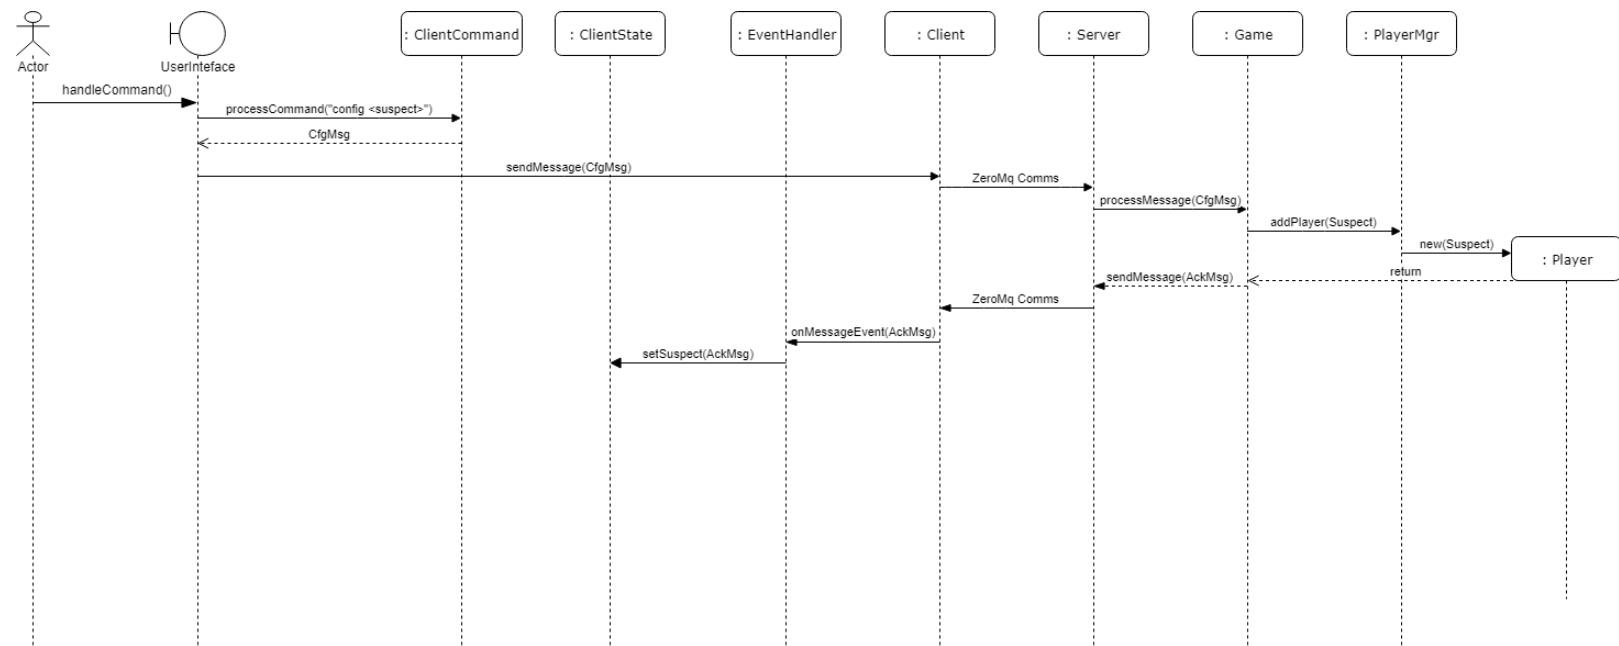 Actor
UserInteface
: ClientCommand
: ClientState
: EventHandler
: Client
: Server
: Game
: PlayerMgr
handleCommand()
processCommand("config <suspect>")
CfgMsg
sendMessage(CfgMsg)
ZeroMq Comms
processMessage(CfgMsg)
addPlayer(Suspect)
new(Suspect)
: Player
return
sendMessage(AckMsg)
ZeroMq Comms
onMessageEvent(AckMsg)
setSuspect(AckMsg)